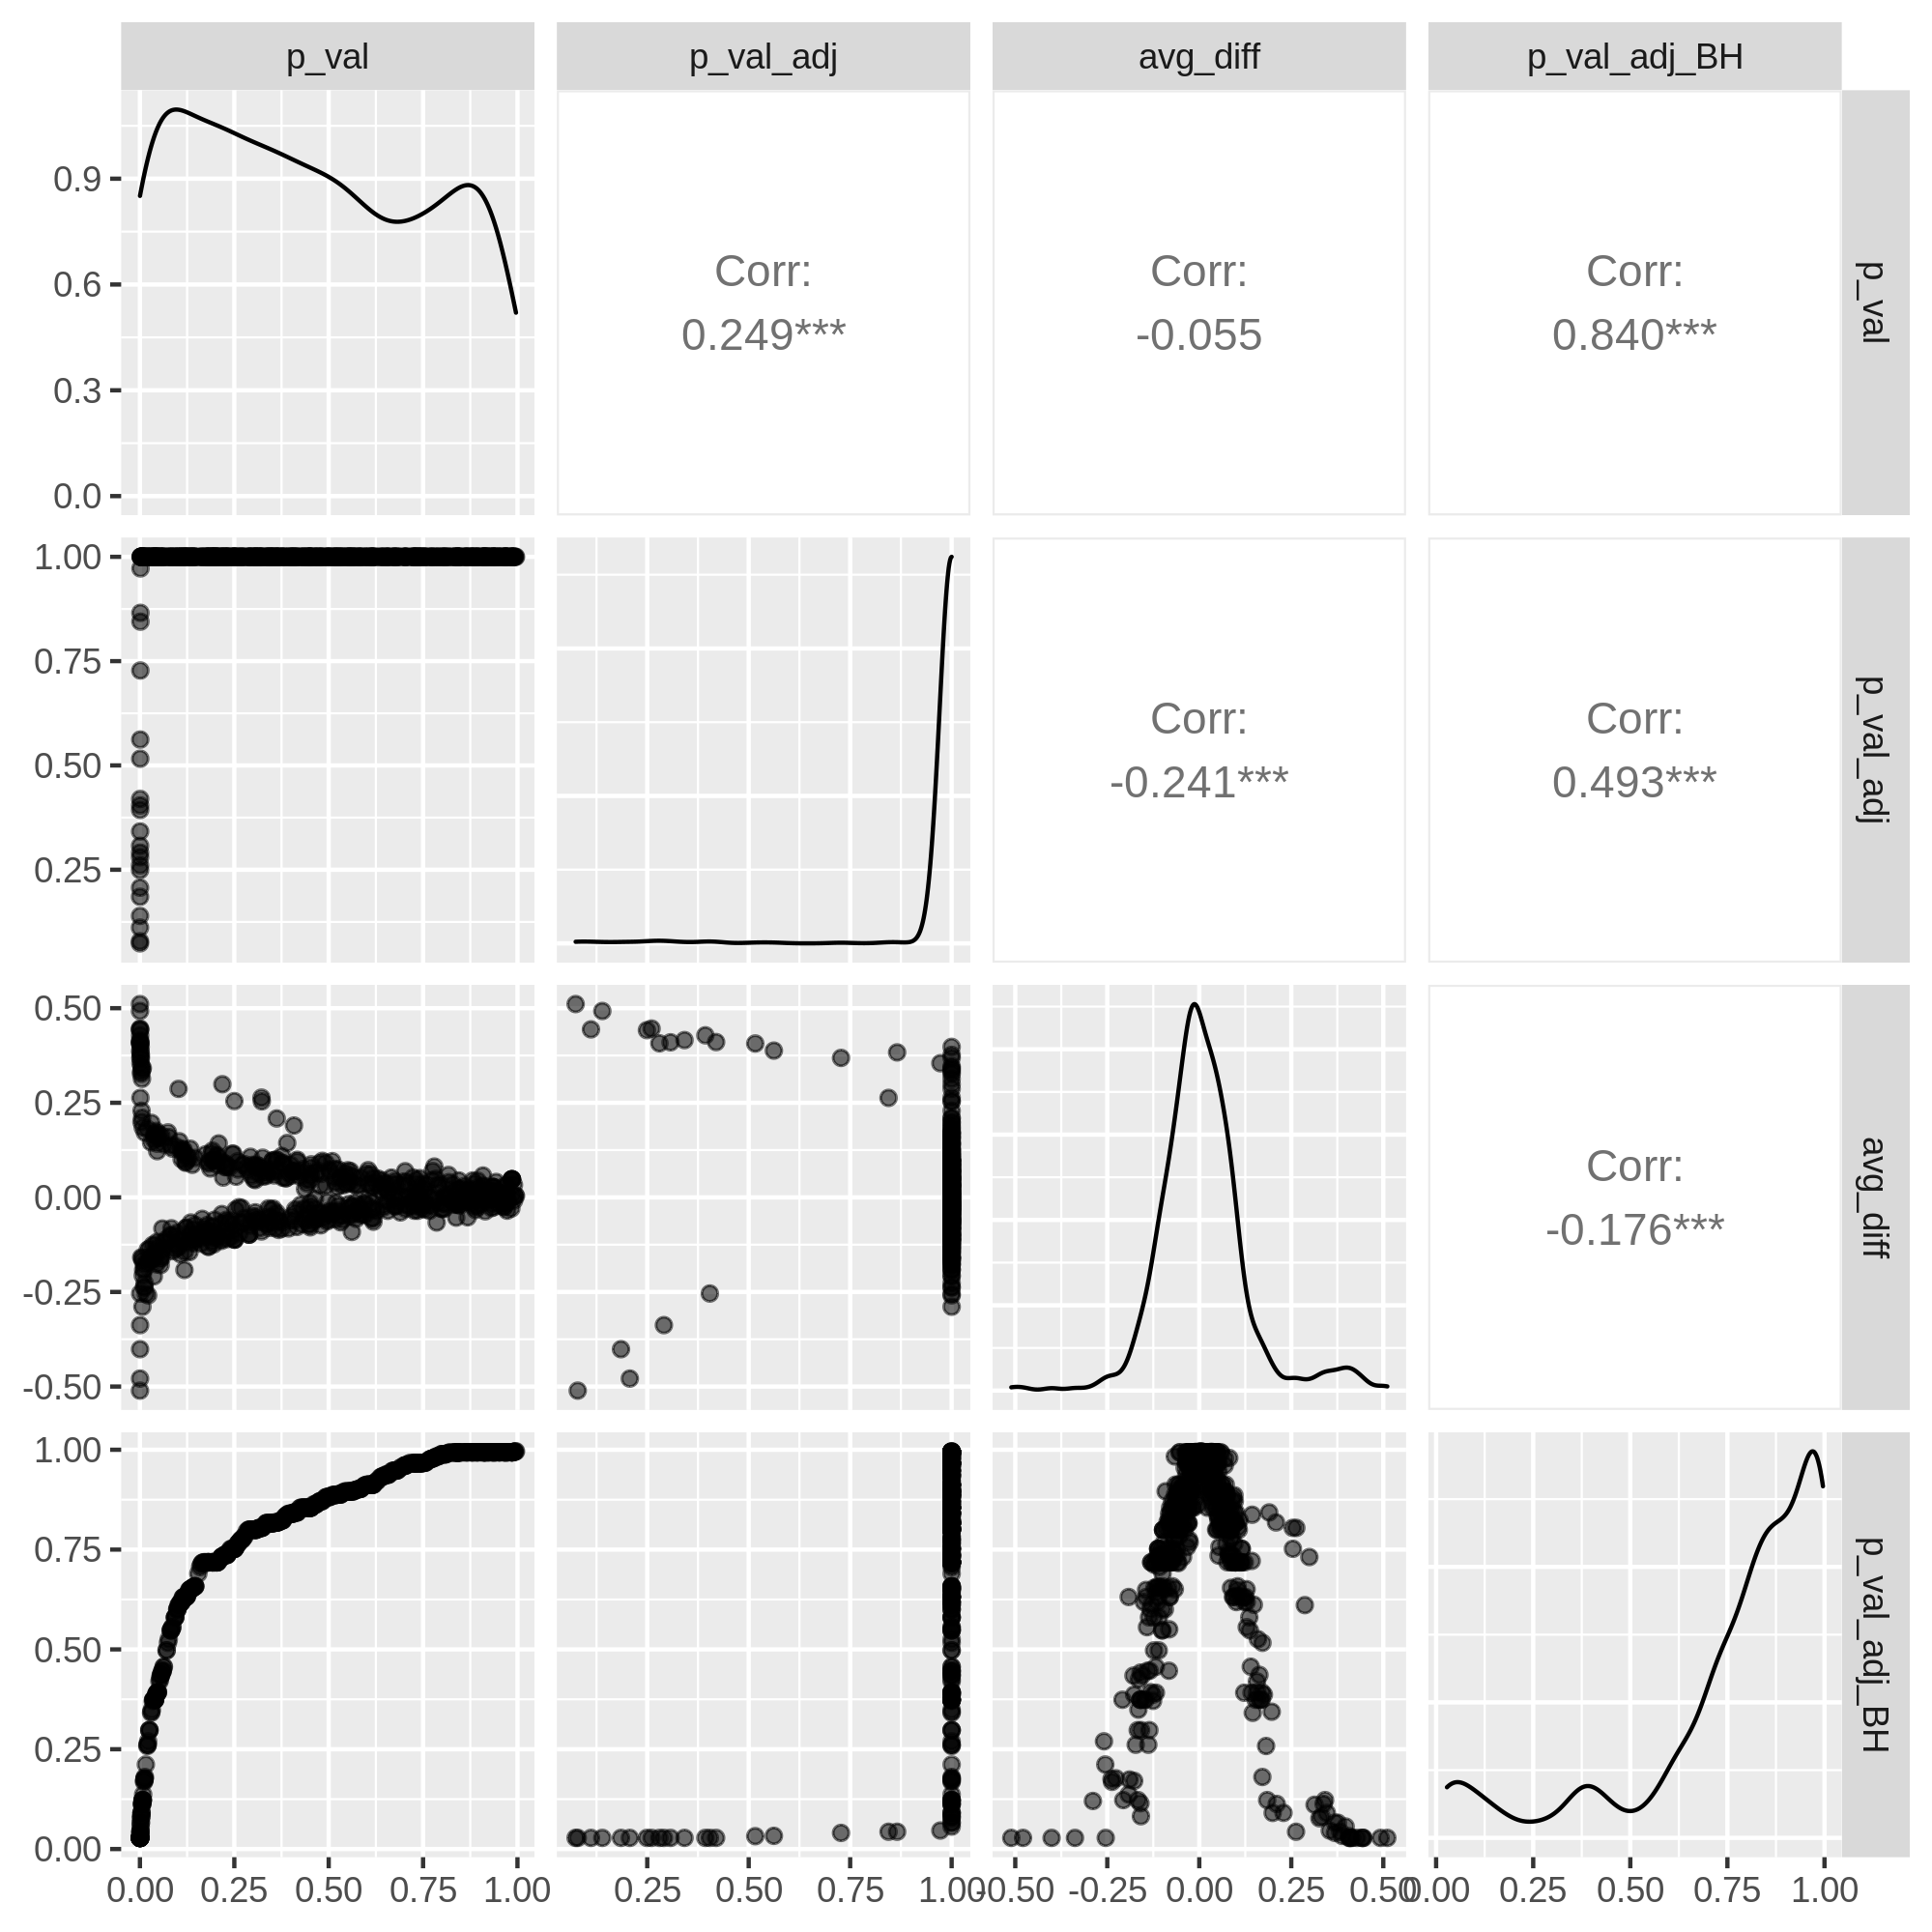 p_val
p_val_adj
avg_diff
p_val_adj_BH
0.9
0.6
0.3
0.0
Corr:
0.249***
Corr:
-0.055
Corr:
0.840***
p_val
1.00
0.75
0.50
0.25
Corr:
-0.241***
Corr:
0.493***
p_val_adj
0.50
0.25
0.00
-0.25
-0.50
Corr:
-0.176***
avg_diff
1.00
0.75
0.50
0.25
0.00
p_val_adj_BH
0.00 0.25 0.50 0.75 1.00
0.25 0.50 0.75 1.00
-0.50 -0.25 0.00 0.25 0.50
0.00 0.25 0.50 0.75 1.00